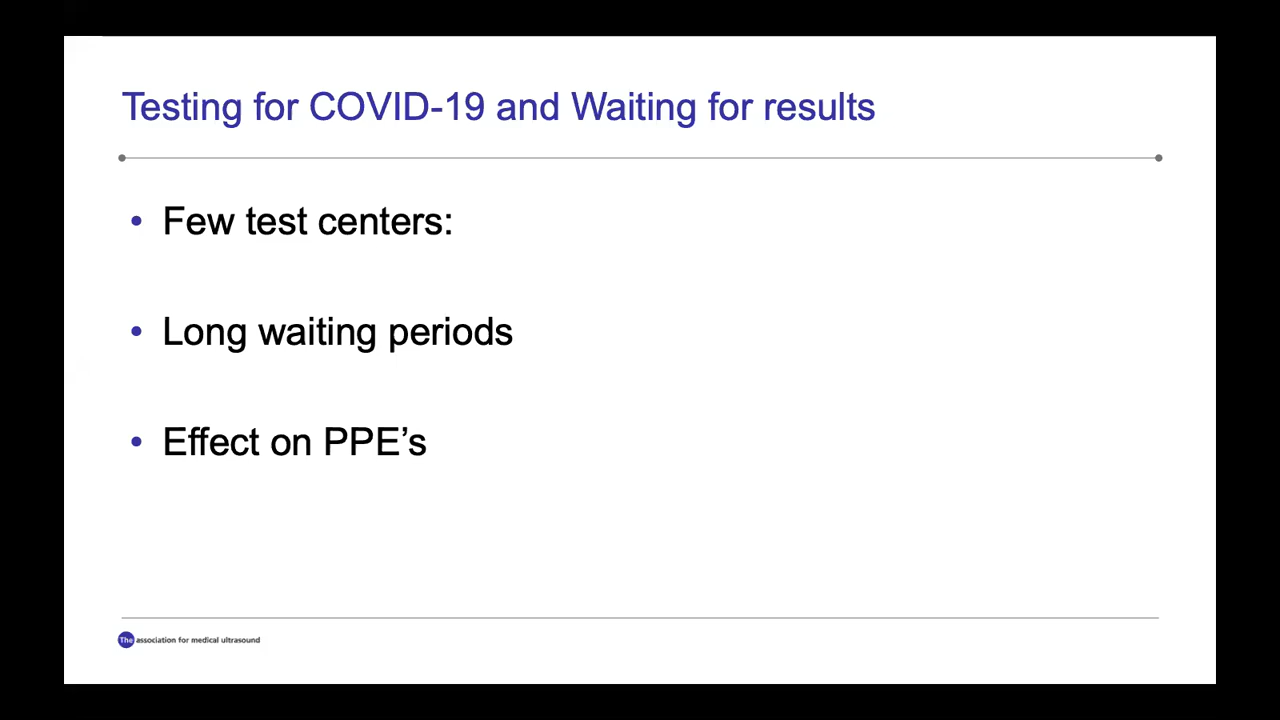 Testing for COVID-19 and Waiting for results
• Few test centers:
• Long waiting periods
• Effect on PPE’s
The association for medical ultrasound